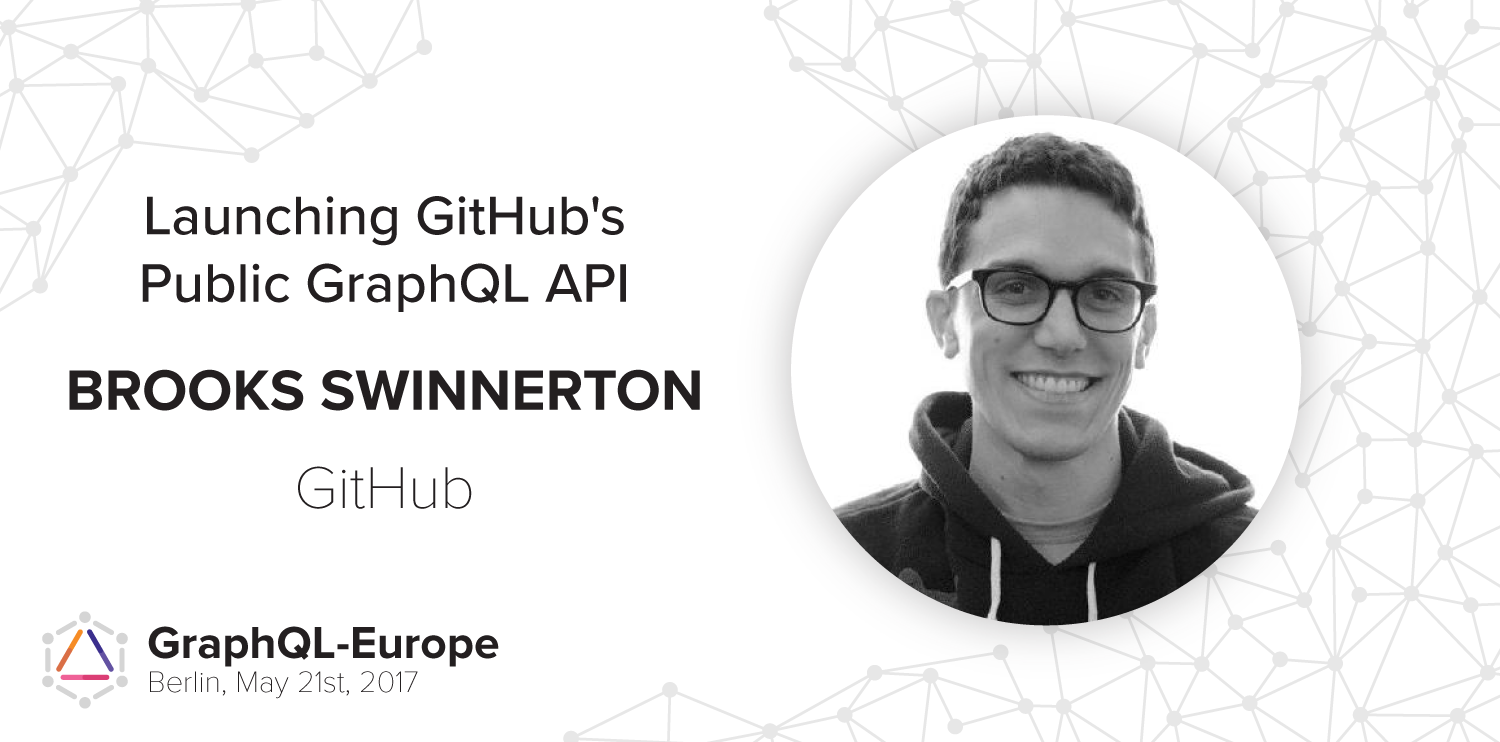 Launching GitHub's
Public GraphQL API
BROOKS SWINNERTON
GitHub
GraphQL-Europe
Berlin, May 21st, 2017